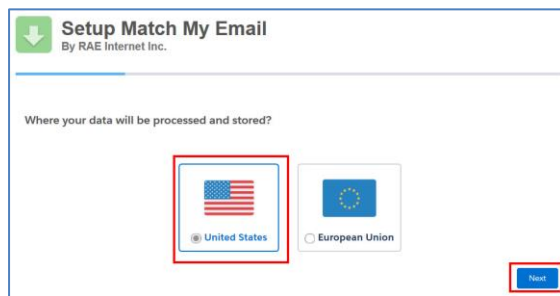 Setup Match My Email
By RAE Internet Inc.
Where your data will be processed and stored?
United States
European Union
Next